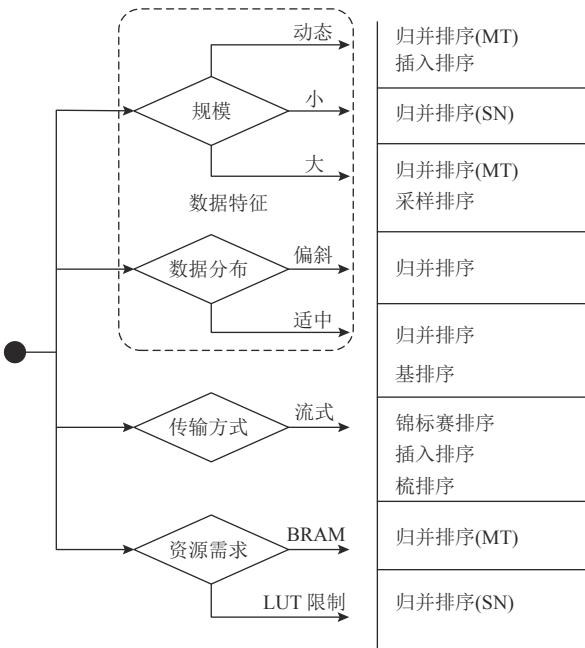 动态
归并排序(MT)
插入排序
规模
小
归并排序(SN)
大
归并排序(MT)
采样排序
数据特征
数据分布
偏斜
归并排序
适中
归并排序
基排序
传输方式
流式
锦标赛排序
插入排序
梳排序
资源需求
BRAM
归并排序(MT)
LUT 限制
归并排序(SN)